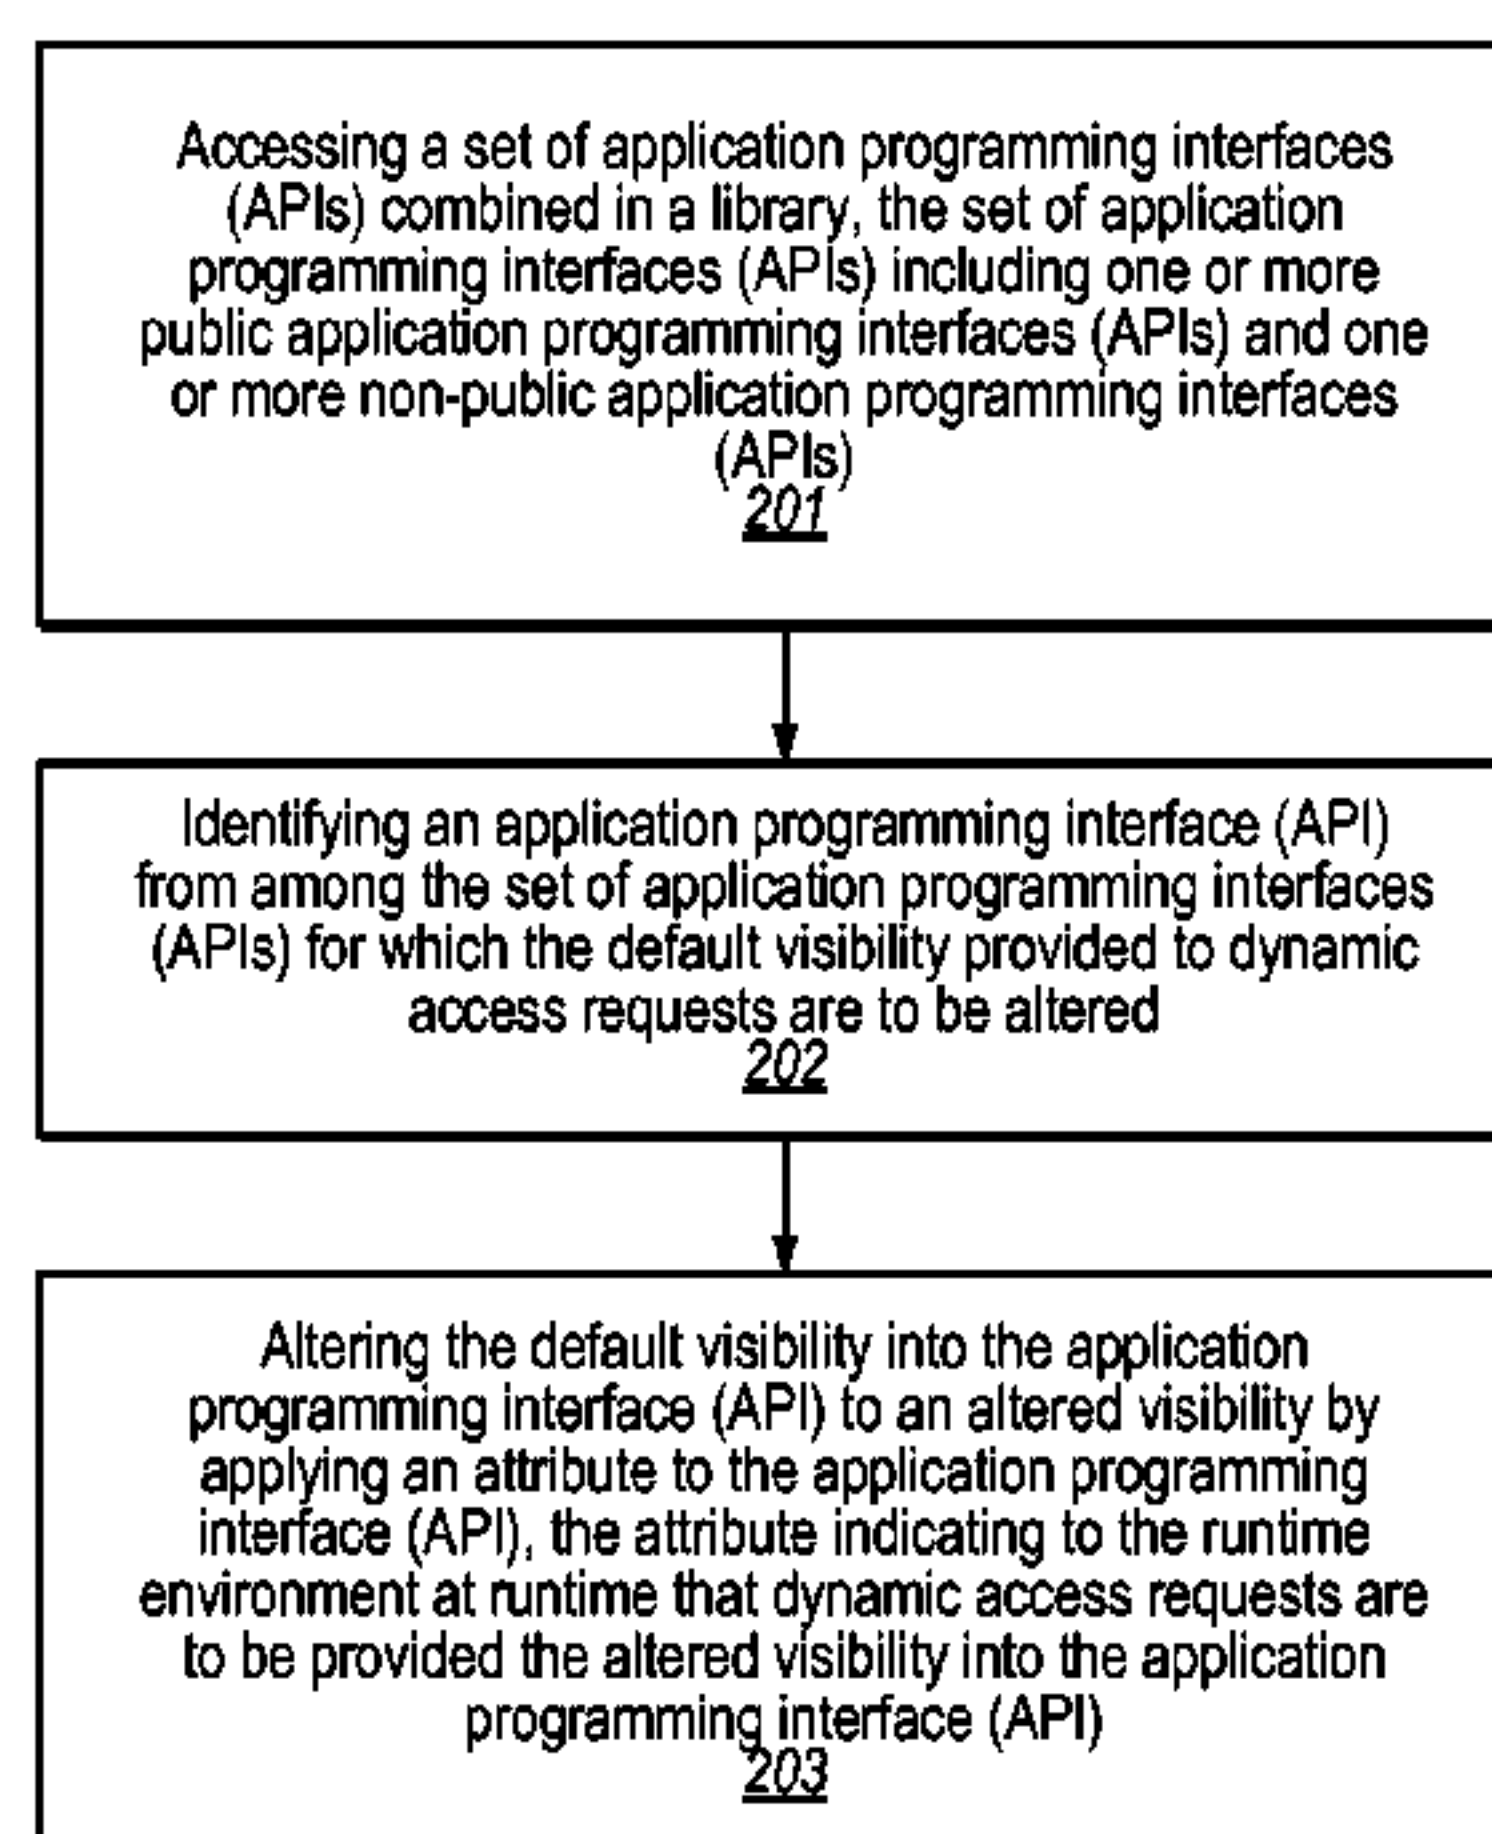 Accessing a set of application programming interfaces
(APIs) combined in a library, the set of application
programming interfaces (APIs) including one or more
public application programming interfaces (APIs) and one
or more non-public application programming interfaces
(APIs)
201
Identifying an application programming interface (API)
from among the set of application programming interfaces
(APIs) for which the default visibility provided to dynamic
access requests are to be altered
202
Altering the default visibility into the application
programming interface (API) to an altered visibility by
applying an attribute to the application programming
interface (API), the attribute indicating to the runtime
environment at runtime that dynamic access requests are
to be provided the altered visibility into the application
programming interface (API)
203